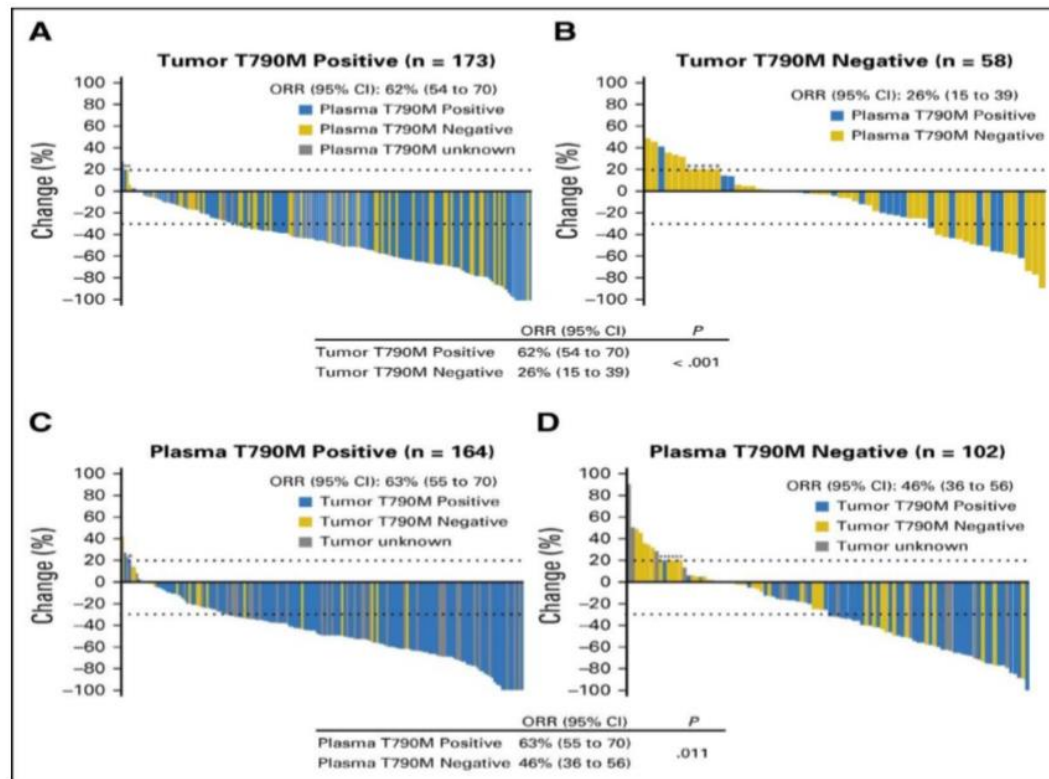 A
Tumor T790M Positive (n = 173)
ORR (95% CI): 62% (54 to 70)
Plasma T790M Positive
Plasma T790M Negative
Plasma T790M unknown
Change (%)
100
80
60
40
20
0
–20
–40
–60
–80
–100
B
Tumor T790M Negative (n = 58)
ORR (95% CI): 26% (15 to 39)
Plasma T790M Positive
Plasma T790M Negative
Change (%)
100
80
60
40
20
0
–20
–40
–60
–80
–100
ORR (95% CI) P
Tumor T790M Positive 62% (54 to 70)
< .001
Tumor T790M Negative 26% (15 to 39)
C
Plasma T790M Positive (n = 164)
ORR (95% CI): 63% (55 to 70)
Tumor T790M Positive
Tumor T790M Negative
Tumor unknown
Change (%)
100
80
60
40
20
0
–20
–40
–60
–80
–100
D
Plasma T790M Negative (n = 102)
ORR (95% CI): 46% (36 to 56)
Tumor T790M Positive
Tumor T790M Negative
Tumor unknown
Change (%)
100
80
60
40
20
0
–20
–40
–60
–80
–100
ORR (95% CI) P
Plasma T790M Positive 63% (55 to 70)
.011
Plasma T790M Negative 46% (36 to 56)